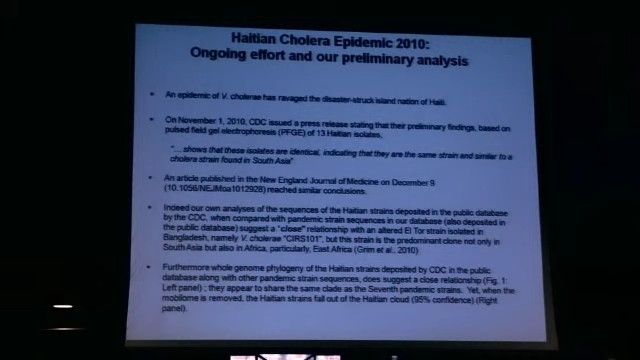 Haitian Cholera Epidemic 2010:
Ongoing effort and our preliminary analysis
• An epidemic of V. cholerae has ravaged the disaster-struck island nation of Haiti.
• On November 1, 2010, CDC issued a press release stating that their preliminary findings, based on
pulsed field gel electrophoresis (PFGE) of 13 Haitian isolates,
"... shows that these isolates are identical, indicating that they are the same strain and similar to a
cholera strain found in South Asia"
• An article published in the New England Journal of Medicine on December 9
(10.1056/NEJMoa1012928) reached similar conclusions.
• Indeed our own analyses of the sequences of the Haitian strains deposited in the public database
by the CDC, when compared with pandemic strain sequences in our database (also deposited in
the public database) suggest a "close" relationship with an altered El Tor strain isolated in
Bangladesh, namely V. cholerae "CIRS101", but this strain is the predominant clone not only in
South Asia but also in Africa, particularly, East Africa (Grim et al., 2010)
• Furthermore whole genome phylogeny of the Haitian strains deposited by CDC in the public
database along with other pandemic strain sequences, does suggest a close relationship (Fig. 1:
Left panel) ; they appear to share the same clade as the Seventh pandemic strains. Yet, when the
mobilome is removed, the Haitian strains fall out of the Haitian cloud (95% confidence) (Right
panel).